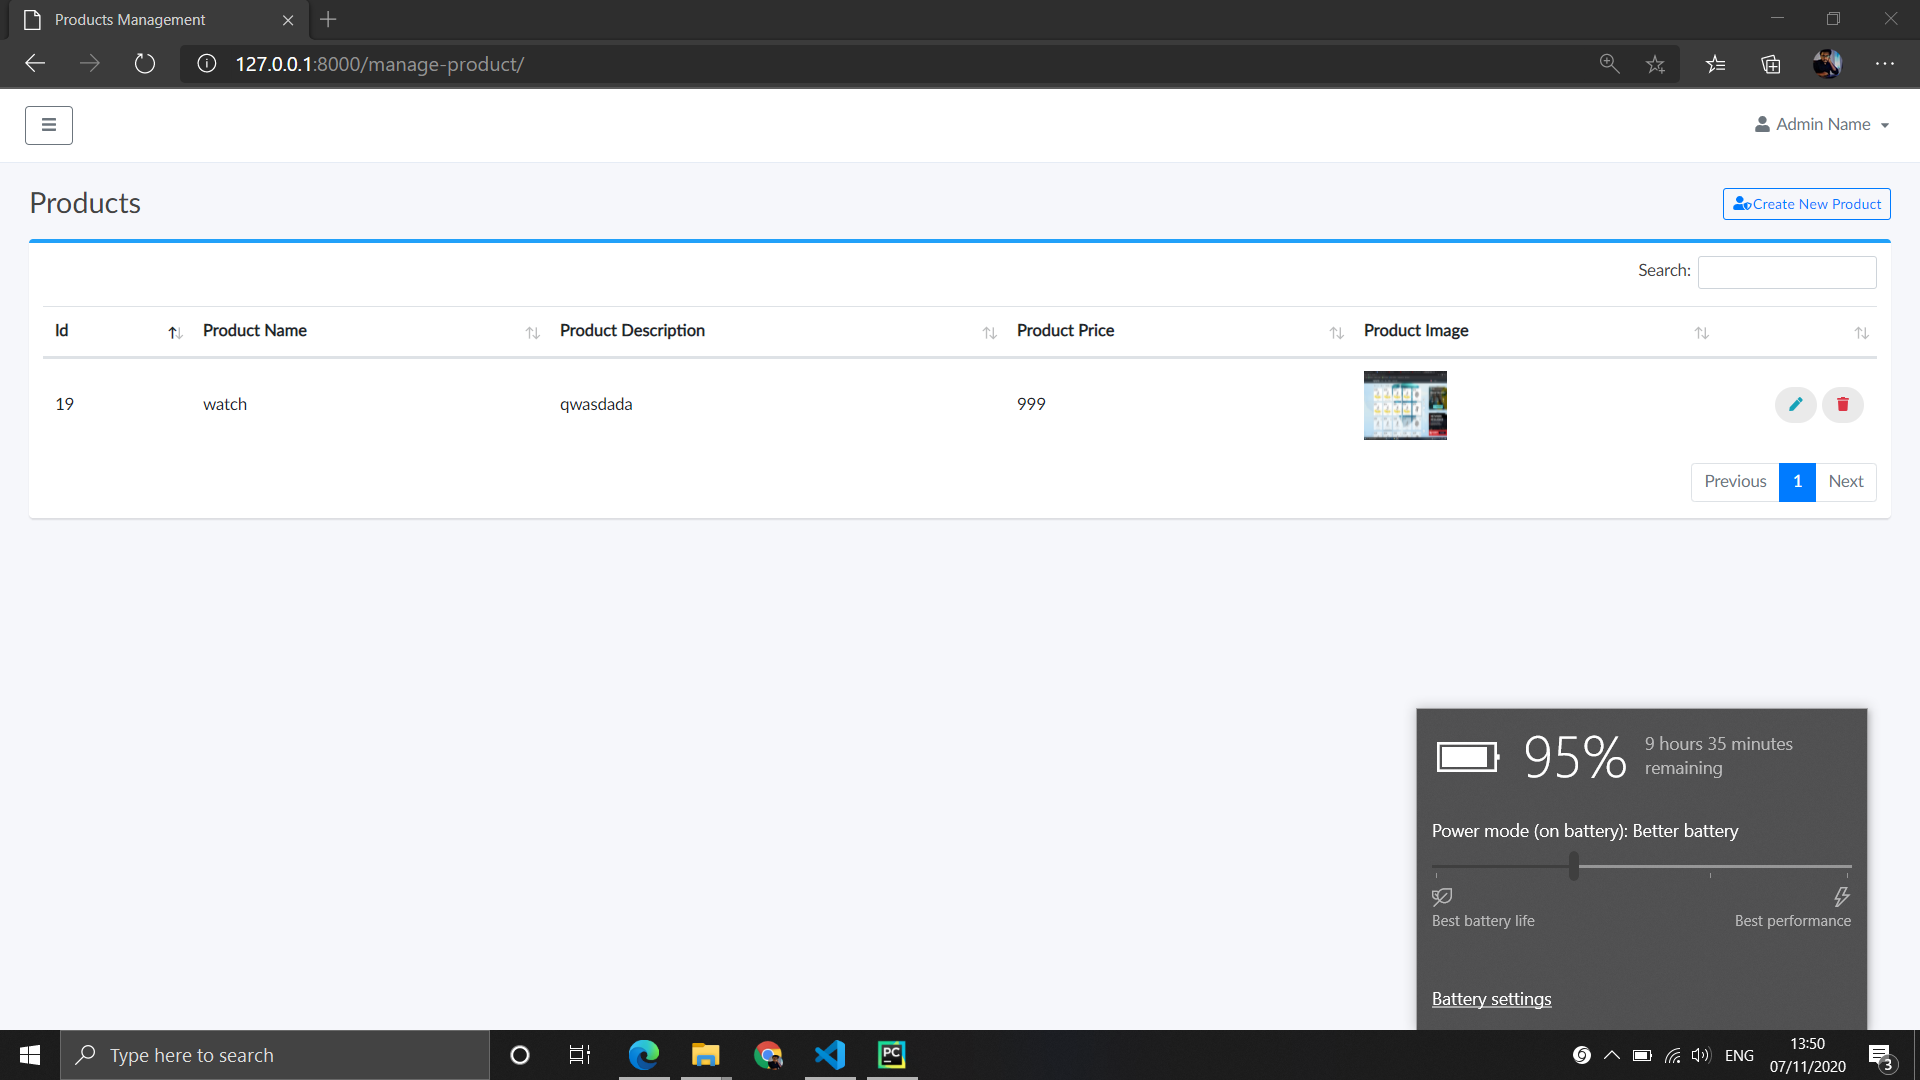 Products Management
127.0.0.1:8000/manage-product/
Admin Name
Products
Create New Product
Search:
Id Product Name Product Description Product Price Product Image
19 watch qwasdada 999
Previous 1 Next
95% 9 hours 35 minutes
remaining
Power mode (on battery): Better battery
Best battery life Best performance
Battery settings
Type here to search
PC
ENG
13:50
07/11/2020
3